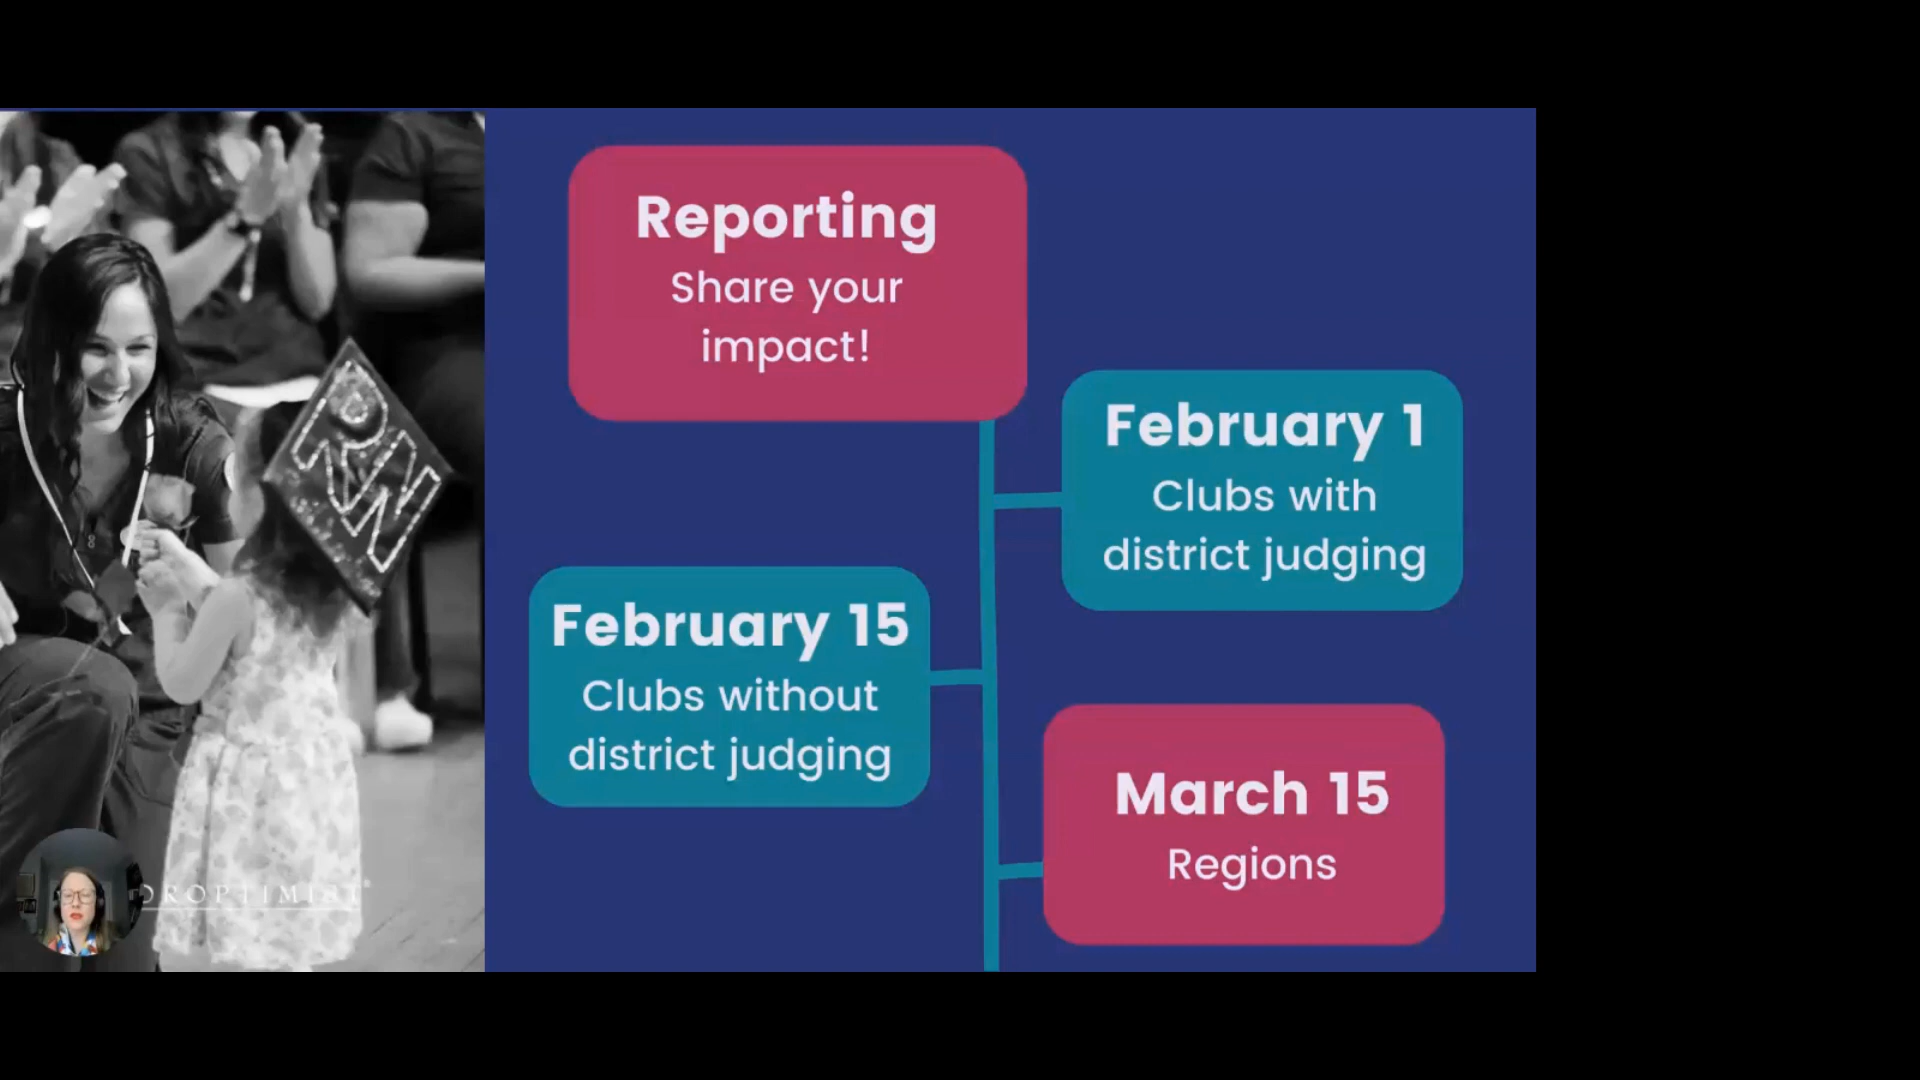 Reporting
Share your
impact!
February 1
Clubs with
district judging
February 15
Clubs without
district judging
March 15
Regions
OROPTIMIST®